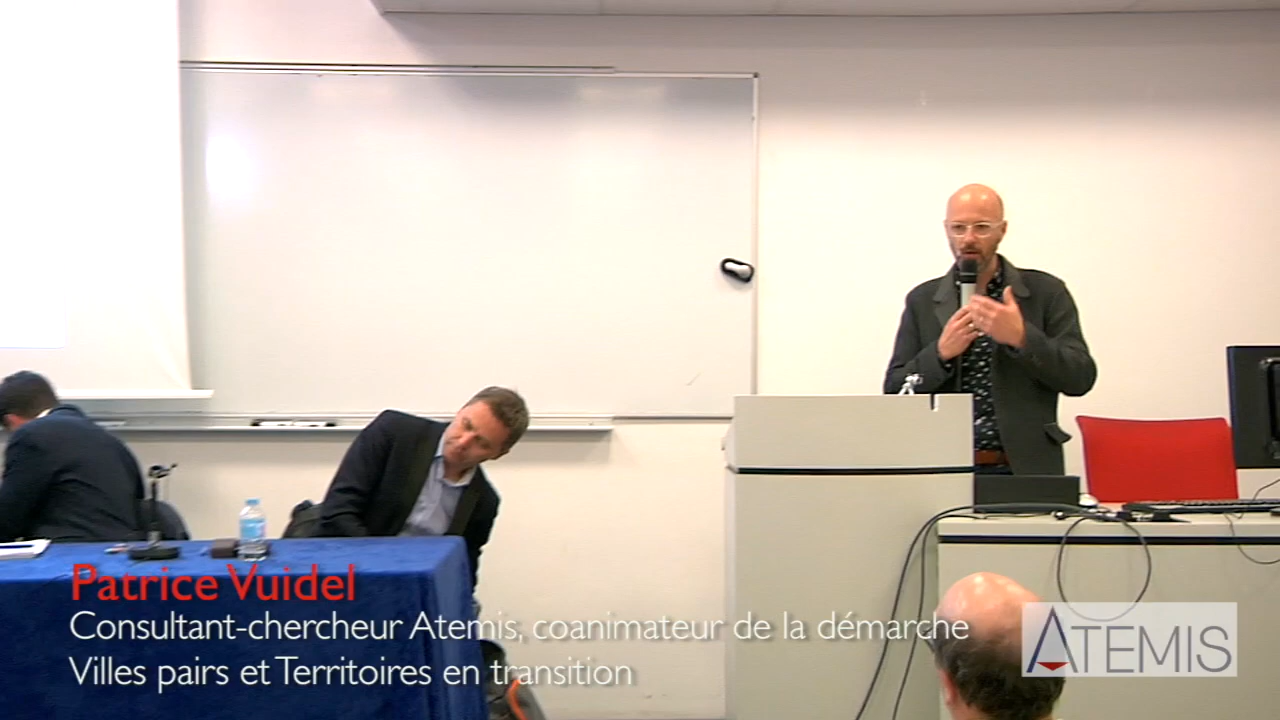 Patrice Vuidel
Consultant-chercheur Atemis, coanimateur de la démarche
Villes pairs et Territoires en transition
ATEMIS